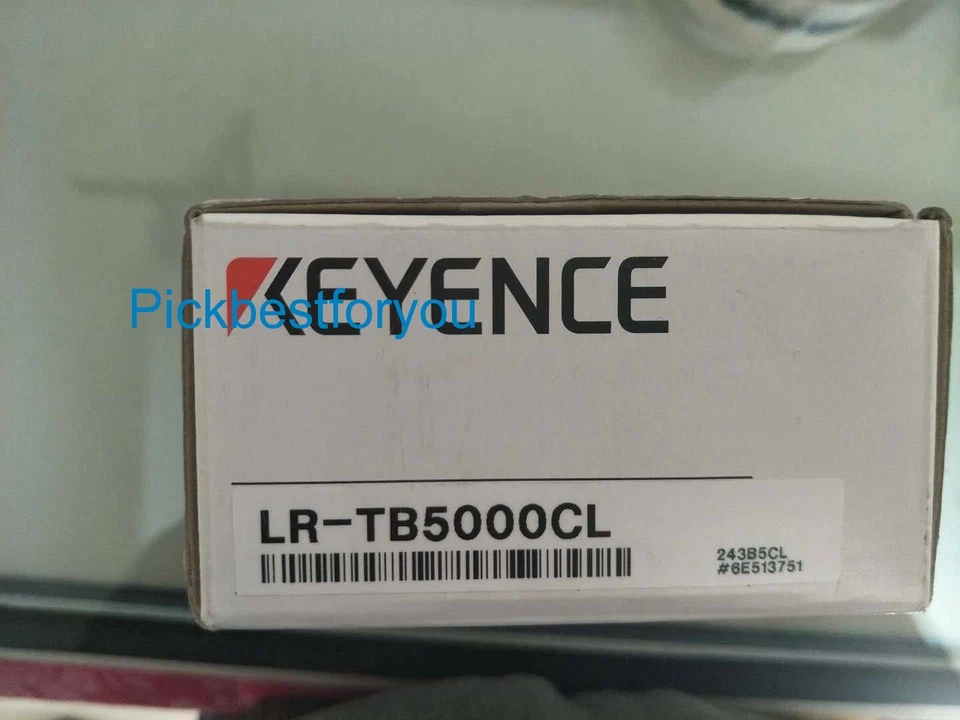 KEYENCE
Pickbestforyou
LR-TB5000CL
243B5CL
#6E513751